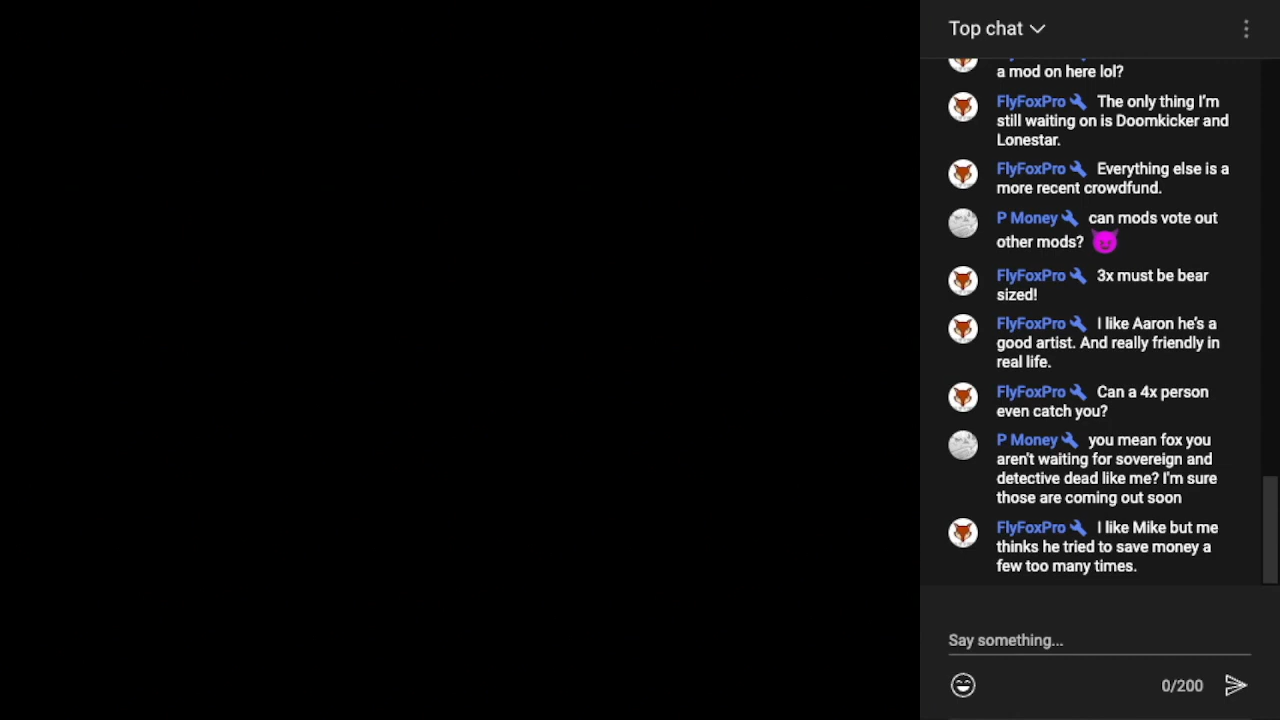 Top chat
a mod on here lol?
FlyFoxPro The only thing I'm
still waiting on is Doomkicker and
Lonestar.
FlyFoxPro Everything else is a
more recent crowdfund.
P Money can mods vote out
other mods? 😈
FlyFoxPro 3x must be bear
sized!
FlyFoxPro I like Aaron he's a
good artist. And really friendly in
real life.
FlyFoxPro Can a 4x person
even catch you?
P Money you mean fox you
aren't waiting for sovereign and
detective dead like me? I'm sure
those are coming out soon
FlyFoxPro I like Mike but me
thinks he tried to save money a
few too many times.
Say something...
0/200